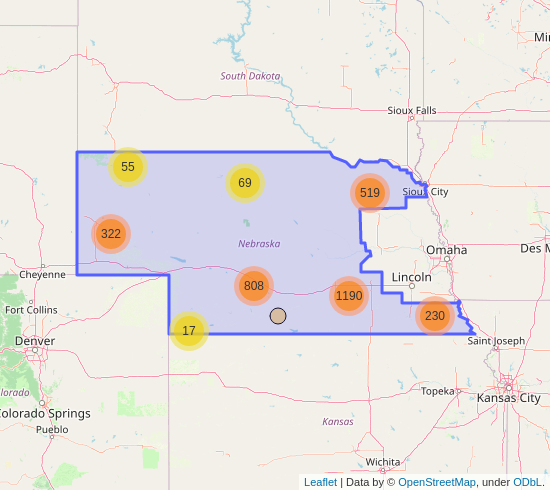 Min
South Dakota
Sioux Falls
55
69
519
Sioux City
322
Nebraska
Omaha
Des M
Cheyenne
Lincoln
808
1190
Fort Collins
230
17
Denver
Saint Joseph
olorado
Topeka
Kansas City
Colorado Springs
Kansas
Pueblo
Wichita
Leaflet | Data by © OpenStreetMap, under ODbL.